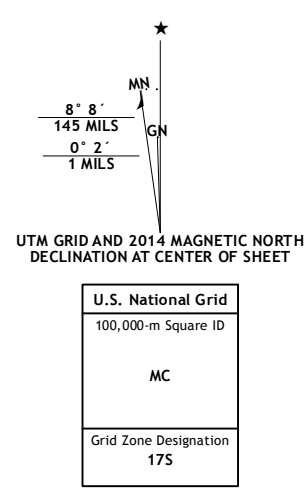 ★
MN
8° 8´
145 MILS
GN
0° 2´
1 MILS
UTM GRID AND 2014 MAGNETIC NORTH
DECLINATION AT CENTER OF SHEET
U.S. National Grid
100,000-m Square ID
MC
Grid Zone Designation
17S